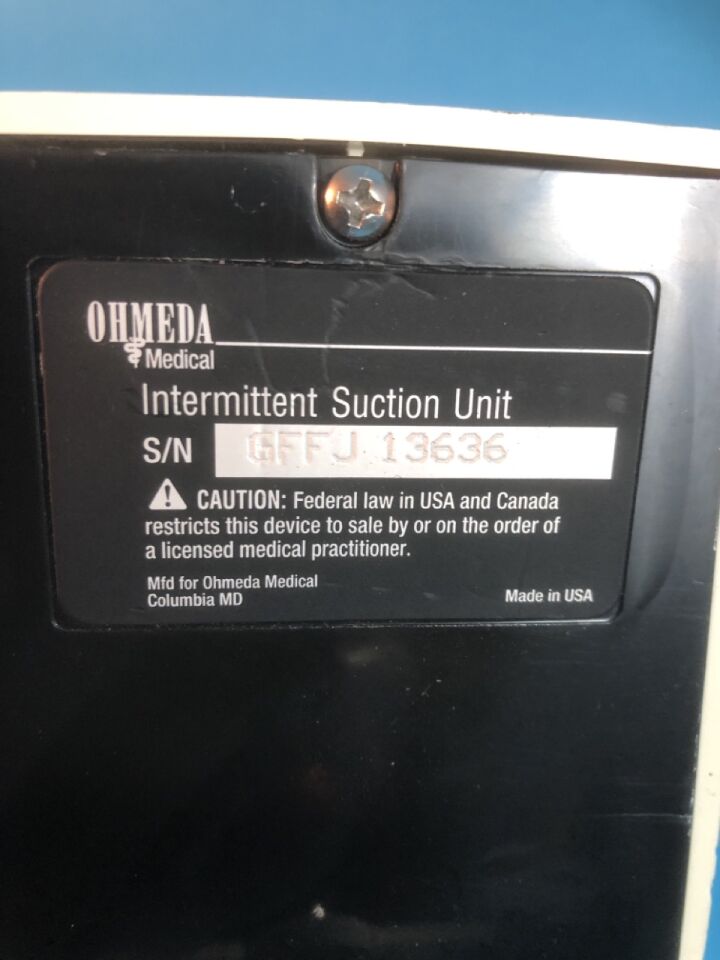 OHMEDA
Medical
Intermittent Suction Unit
S/N GFFJ 13636
CAUTION: Federal law in USA and Canada
restricts this device to sale by or on the order of
a licensed medical practitioner.
Mfd for Ohmeda Medical
Columbia MD
Made in USA